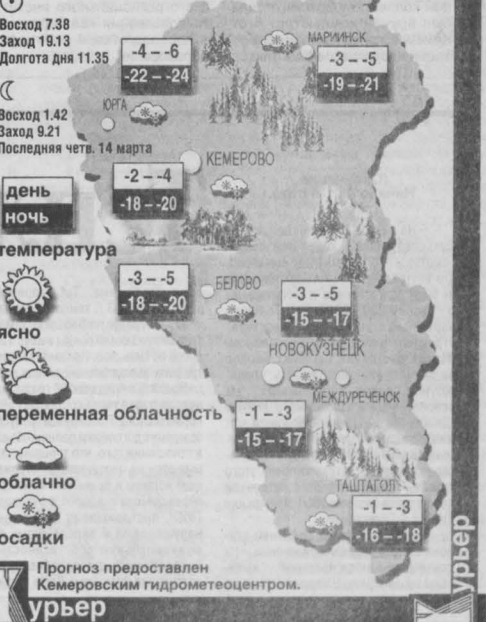 Восход 7.38
Заход 19.13
Долгота дня 11.35
Восход 1.42
Заход 9.21
Последняя четв. 14 марта
день
ночь
температура
ясно
переменная облачность
облачно
осадки
-4 – -6
-22 – -24
ЮРГА
МАРИИНСК
-3 – -5
-19 – -21
КЕМЕРОВО
-2 – -4
-18 – -20
-3 – -5
-18 – -20
БЕЛОВО
-3 – -5
-15 – -17
НОВОКУЗНЕЦК
МЕЖДУРЕЧЕНСК
-1 – -3
-15 – -17
ТАШТАГОЛ
-1 – -3
-16 – -18
Прогноз предоставлен
Кемеровским гидрометеоцентром.
Курьер
Курьер